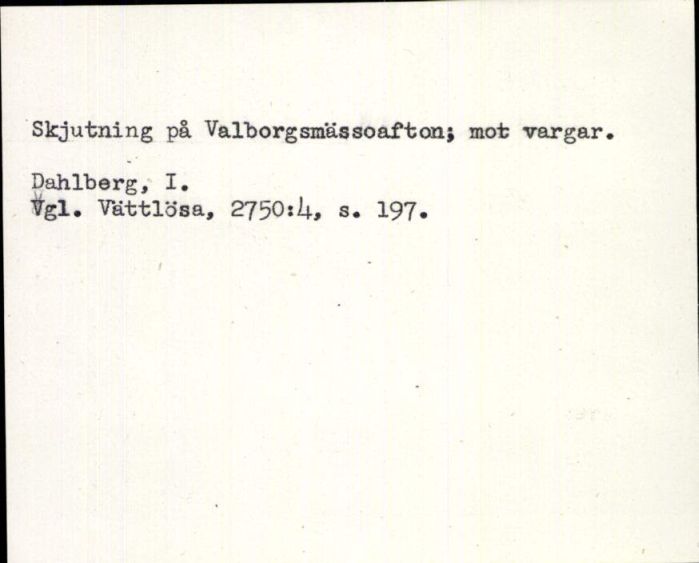 Skjutning på Valborgsmässoafton; mot vargar.
Dahlberg, I.
Vgl. Vättlösa, 2750:4, s. 197.